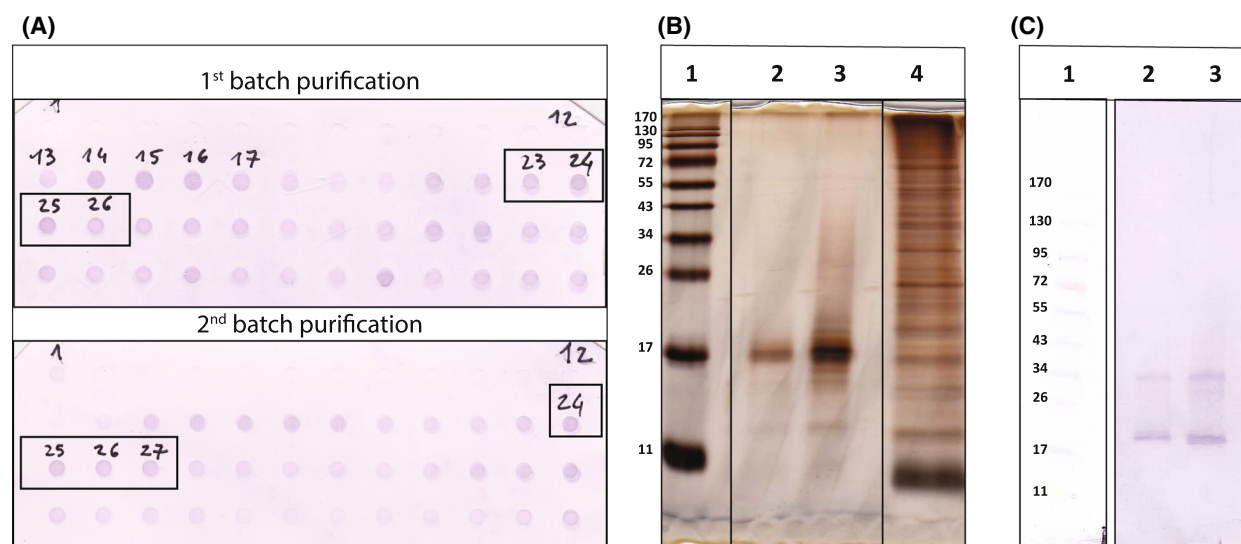 (A)
1st batch purification
1 12
13 14 15 16 17 23 24
25 26
2nd batch purification
1 12
24
25 26 27
(B)
1 2 3 4
170
130
95
72
55
43
34
26
17
11
(C)
1 2 3
170
130
95
72
55
43
34
26
17
11